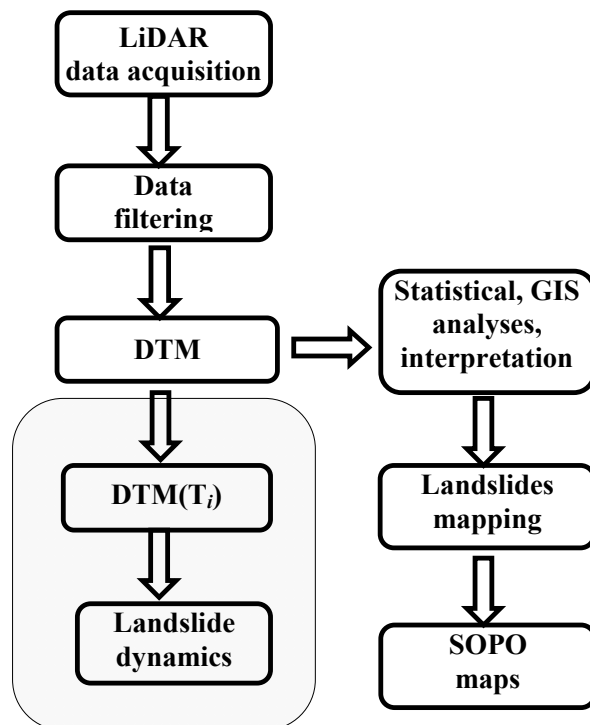 LiDAR
data acquisition
Data
filtering
DTM
Statistical, GIS
analyses,
interpretation
DTM(Ti)
Landslide
dynamics
Landslides
mapping
SOPO
maps